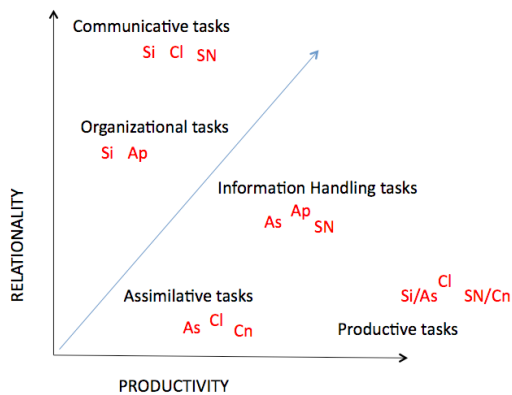 Communicative tasks
Si Cl SN
Organizational tasks
Si Ap
Information Handling tasks
As Ap SN
Assimilative tasks
As Cl Cn
Si/As Cl SN/Cn
Productive tasks
RELATIONALITY
PRODUCTIVITY